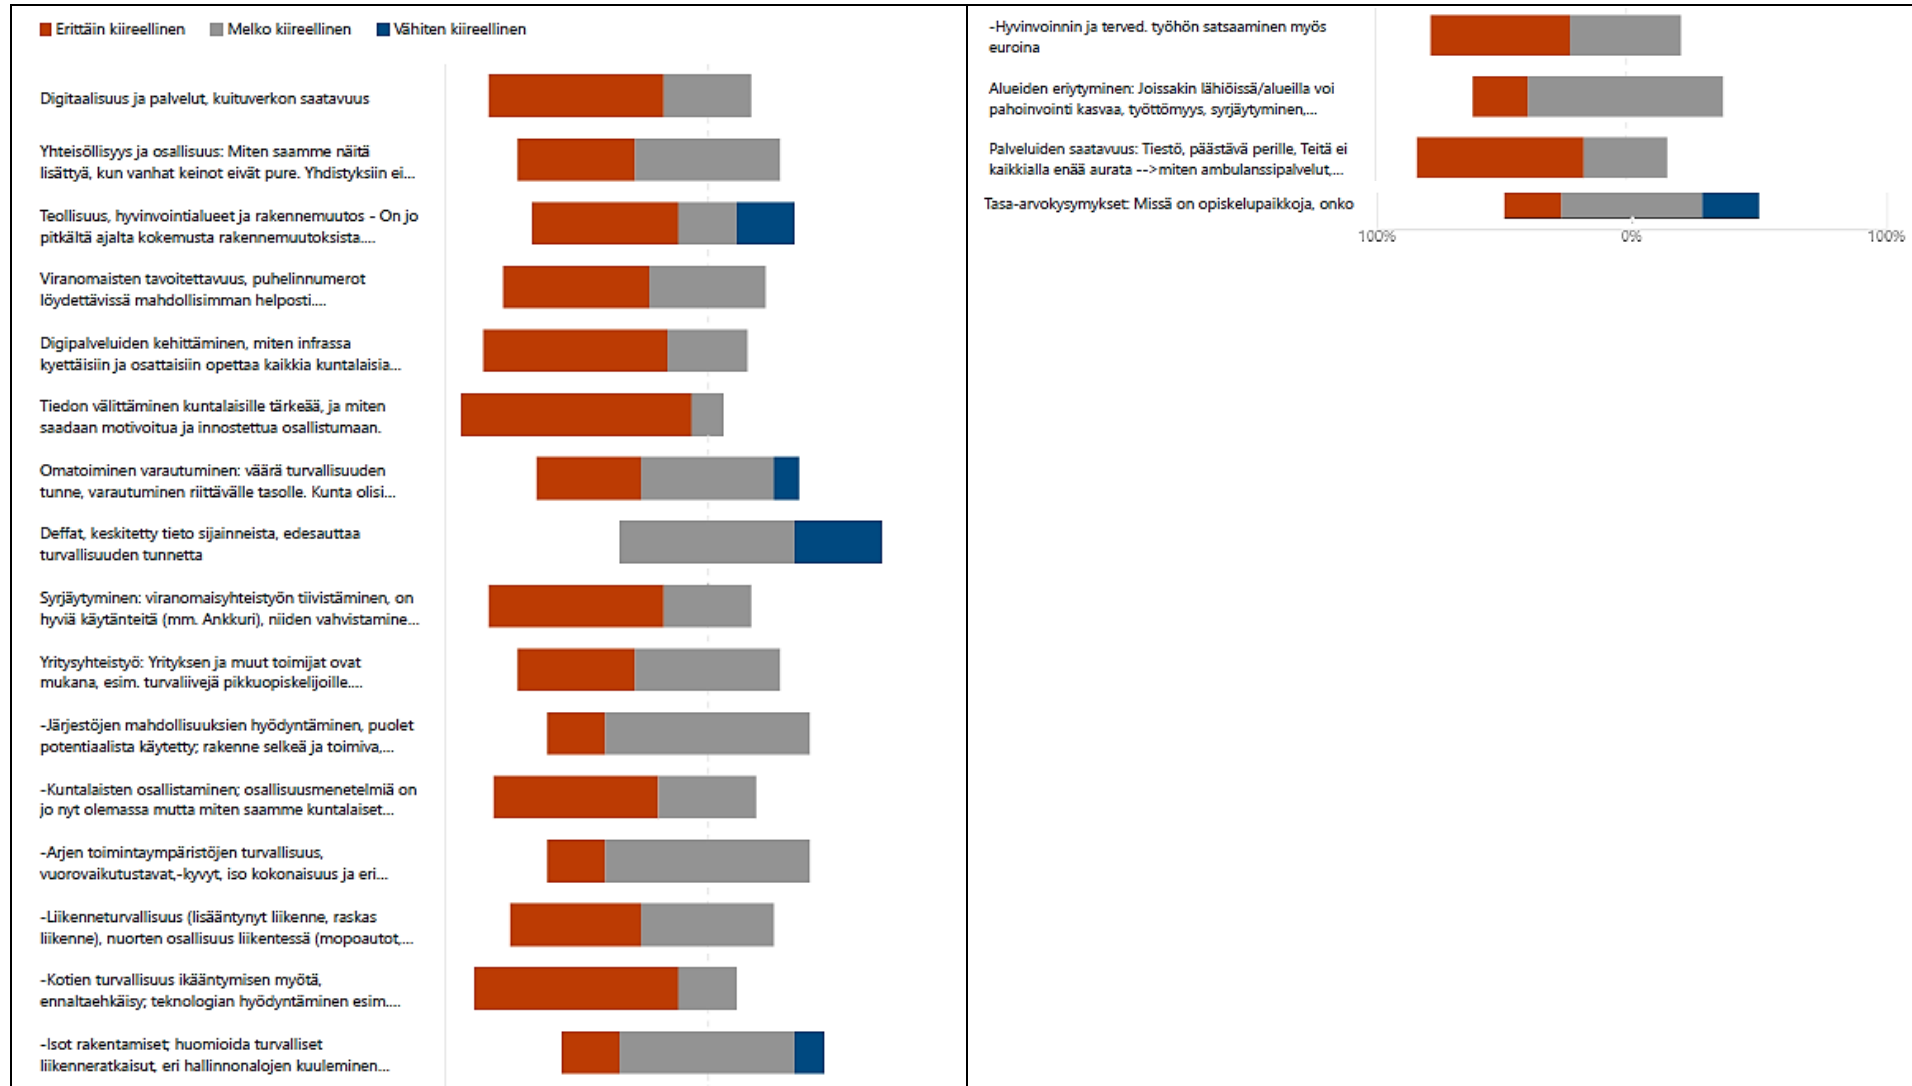 Erittäin kiireellinen
Melko kiireellinen
Vähiten kiireellinen
Digitaalisuus ja palvelut, kuituverkon saatavuus
Yhteisöllisyys ja osallisuus: Miten saamme näitä
lisättyä, kun vanhat keinot eivät pure. Yhdistyksiin ei...
Teollisuus, hyvinvointialueet ja rakennemuutos - On jo
pitkältä ajalta kokemusta rakennemuutoksista....
Viranomaisten tavoitettavuus, puhelinnumerot
löydettävissä mahdollisimman helposti....
Digipalveluiden kehittäminen, miten infrassa
kyettäisiin ja osattaisiin opettaa kaikkia kuntalaisia...
Tiedon välittäminen kuntalaisille tärkeää, ja miten
saadaan motivoitua ja innostettua osallistumaan.
Omatoiminen varautuminen: väärä turvallisuuden
tunne, varautuminen riittävälle tasolle. Kunta olisi...
Deffat, keskitetty tieto sijainneista, edesauttaa
turvallisuuden tunnetta
Syrjäytyminen: viranomaisyhteistyön tiivistäminen, on
hyviä käytänteitä (mm. Ankkuri), niiden vahvistamine...
Yritysyhteistyö: Yrityksen ja muut toimijat ovat
mukana, esim. turvaliivejä pikkuopiskelijoille....
-Järjestöjen mahdollisuuksien hyödyntäminen, puolet
potentiaalista käytetty; rakenne selkeä ja toimiva,...
-Kuntalaisten osallistaminen; osallisuusmenetelmiä on
jo nyt olemassa mutta miten saamme kuntalaiset...
-Arjen toimintaympäristöjen turvallisuus,
vuorovaikutustavat,-kyvyt, iso kokonaisuus ja eri...
-Liikenneturvallisuus (lisääntynyt liikenne, raskas
liikenne), nuorten osallisuus liikentessä (mopoautot,...
-Kotien turvallisuus ikääntymisen myötä,
ennaltaehkäisy; teknologian hyödyntäminen esim....
-Isot rakentamiset; huomioida turvalliset
liikenneratkaisut, eri hallinnonalojen kuuleminen...
-Hyvinvoinnin ja terved. työhön satsaaminen myös
euroina
Alueiden eriytyminen: Joissakin lähiöissä/alueilla voi
pahoinvointi kasvaa, työttömyys, syrjäytyminen,...
Palveluiden saatavuus: Tiestö, päästävä perille, Teitä ei
kaikkialla enää aurata -->miten ambulanssipalvelut,...
Tasa-arvokysymykset: Missä on opiskelupaikkoja, onko
100%
0%
100%